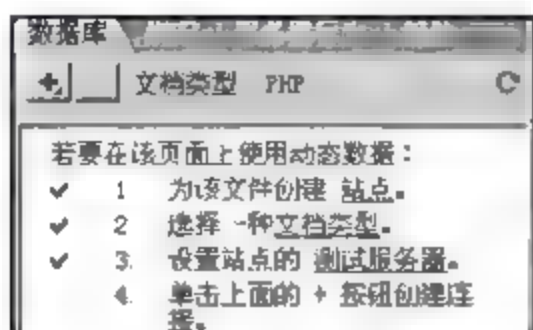 数据库
文档类型 PHP
若要在该页面上使用动态数据：
✔ 1 为该文件创建 站点。
✔ 2 选择一种文档类型。
✔ 3. 设置站点的 测试服务器。
4. 单击上面的 + 按钮创建连
接。